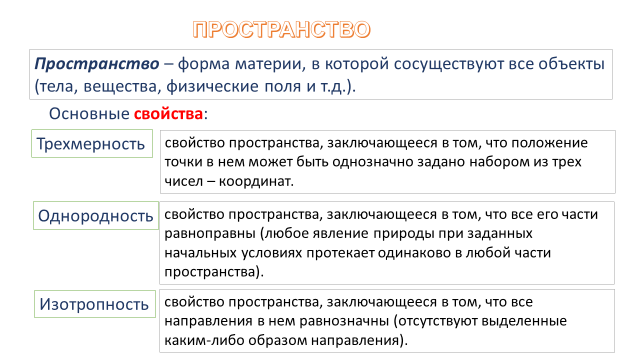 ПРОСТРАНСТВО
Пространство – форма материи, в которой сосуществуют все объекты
(тела, вещества, физические поля и т.д.).
Основные свойства:
Трехмерность
свойство пространства, заключающееся в том, что положение
точки в нем может быть однозначно задано набором из трех
чисел – координат.
Однородность
свойство пространства, заключающееся в том, что все его части
равноправны (любое явление природы при заданных
начальных условиях протекает одинаково в любой части
пространства).
Изотропность
свойство пространства, заключающееся в том, что все
направления в нем равнозначны (отсутствуют выделенные
каким-либо образом направления).